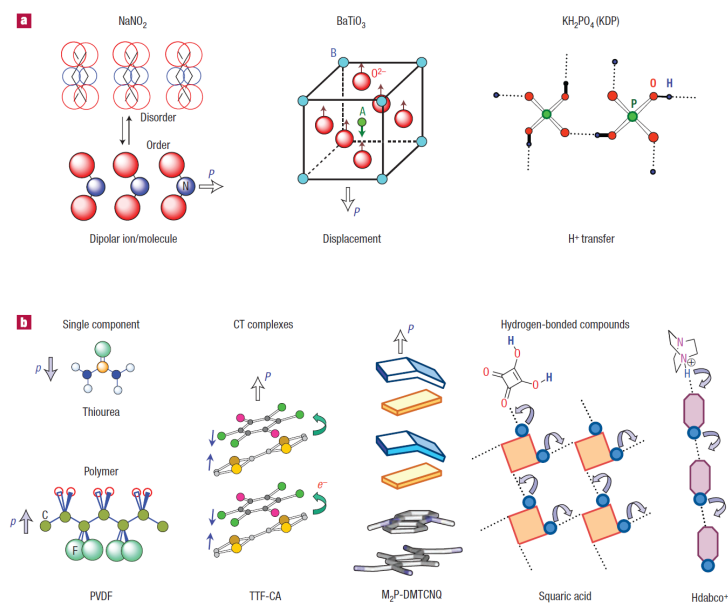 a
NaNO₂
BaTiO₃
KH₂PO₄ (KDP)
B
O²⁻
O H
P
A
Disorder
Order
N
P
P
Dipolar ion/molecule
Displacement
H⁺ transfer
b
Single component
CT complexes
Hydrogen-bonded compounds
P
P
P
Thiourea
H
O
O
H
O
O
N
N
⊕
H
Polymer
P
C
F
e⁻
PVDF
TTF-CA
M₂P-DMTCNQ
Squaric acid
Hdabco⁺